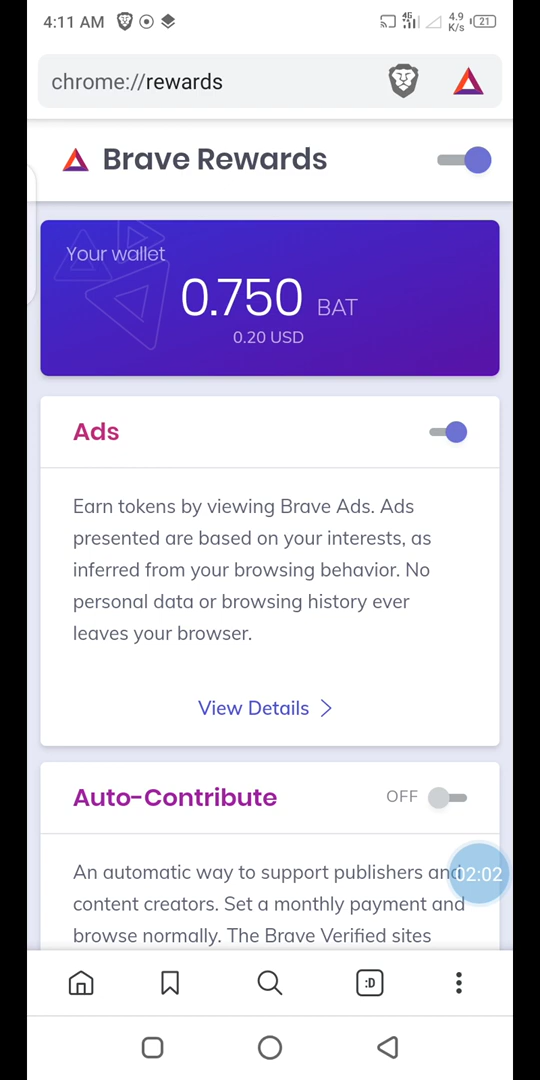 4:11 AM 4G 4.9 K/s 21
chrome://rewards
Brave Rewards
Your wallet
0.750 BAT
0.20 USD
Ads
Earn tokens by viewing Brave Ads. Ads
presented are based on your interests, as
inferred from your browsing behavior. No
personal data or browsing history ever
leaves your browser.
View Details
Auto-Contribute OFF
An automatic way to support publishers and
02:02
content creators. Set a monthly payment and
browse normally. The Brave Verified sites
:D